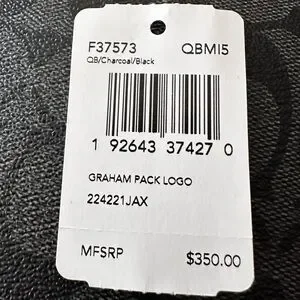 F37573 QBMI5
QB/Charcoal/Black
1 92643 37427 0
GRAHAM PACK LOGO
224221JAX
MFSRP $350.00